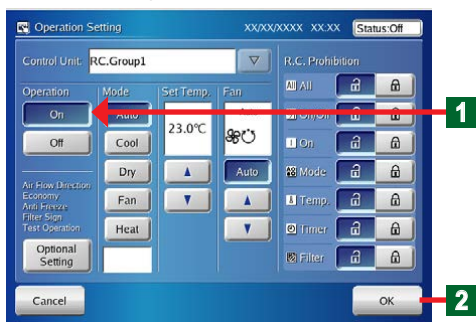 Operation Setting
XX/XX/XXXX XX:XX
Status:Off
Control Unit:
RC.Group1
R.C. Prohibition
Operation
Mode
Set Temp.
Fan
On
Auto
23.0°C
Off
Cool
Dry
Auto
Fan
Heat
Air Flow Direction
Economy
Anti Freeze
Filter Sign
Test Operation
Optional
Setting
All All
On/Off
On
Mode
Temp.
Timer
Filter
Cancel
OK
1
2